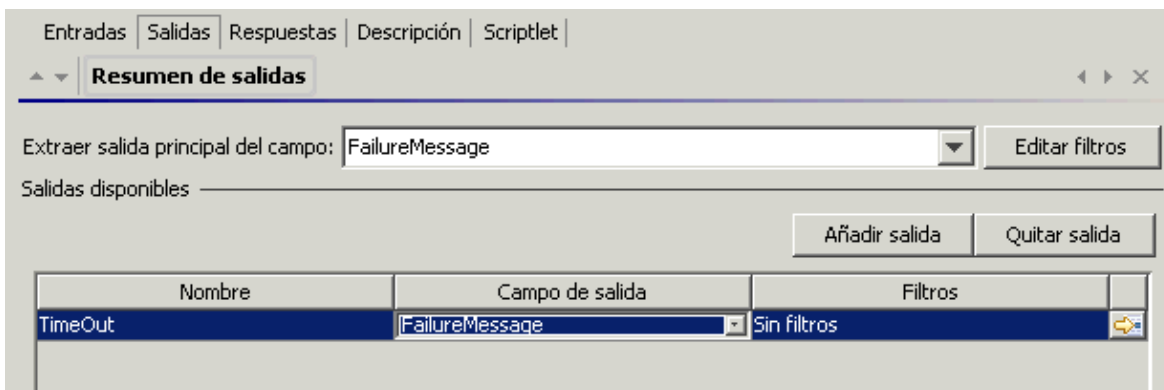 Entradas Salidas Respuestas Descripción Scriptlet
Resumen de salidas
Extraer salida principal del campo: FailureMessage Editar filtros
Salidas disponibles
Añadir salida Quitar salida
Nombre Campo de salida Filtros
TimeOut FailureMessage Sin filtros